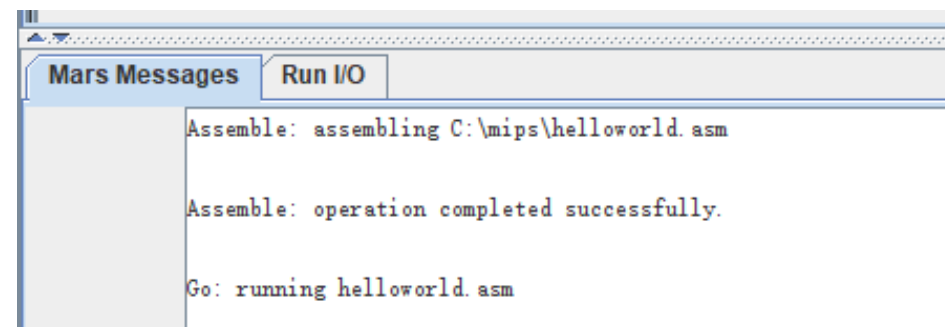 Mars Messages Run I/O
Assemble: assembling C:\mips\helloworld.asm
Assemble: operation completed successfully.
Go: running helloworld.asm